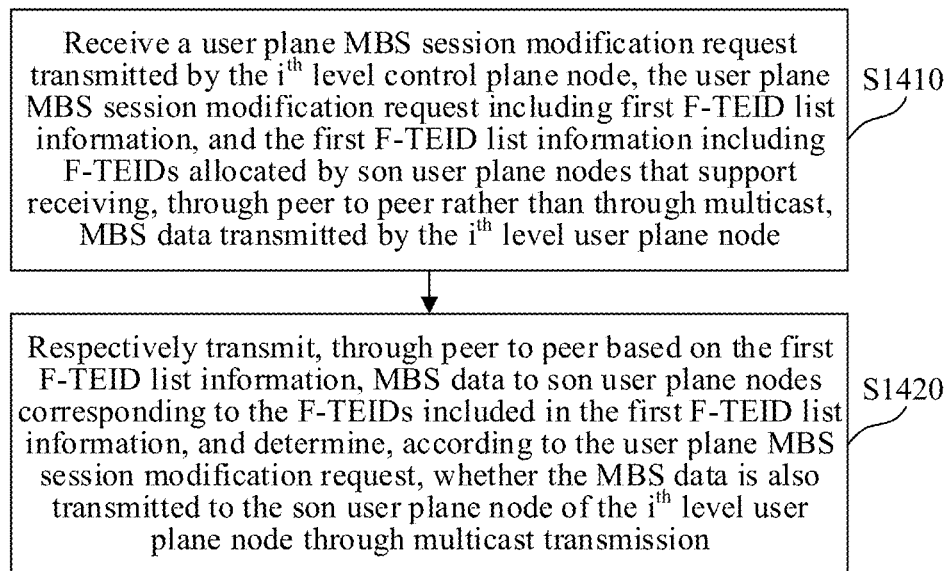 Receive a user plane MBS session modification request
transmitted by the i^th level control plane node, the user plane
MBS session modification request including first F-TEID list
information, and the first F-TEID list information including
F-TEIDs allocated by son user plane nodes that support
receiving, through peer to peer rather than through multicast,
MBS data transmitted by the i^th level user plane node
S1410
Respectively transmit, through peer to peer based on the first
F-TEID list information, MBS data to son user plane nodes
corresponding to the F-TEIDs included in the first F-TEID list
information, and determine, according to the user plane MBS
session modification request, whether the MBS data is also
transmitted to the son user plane node of the i^th level user
plane node through multicast transmission
S1420